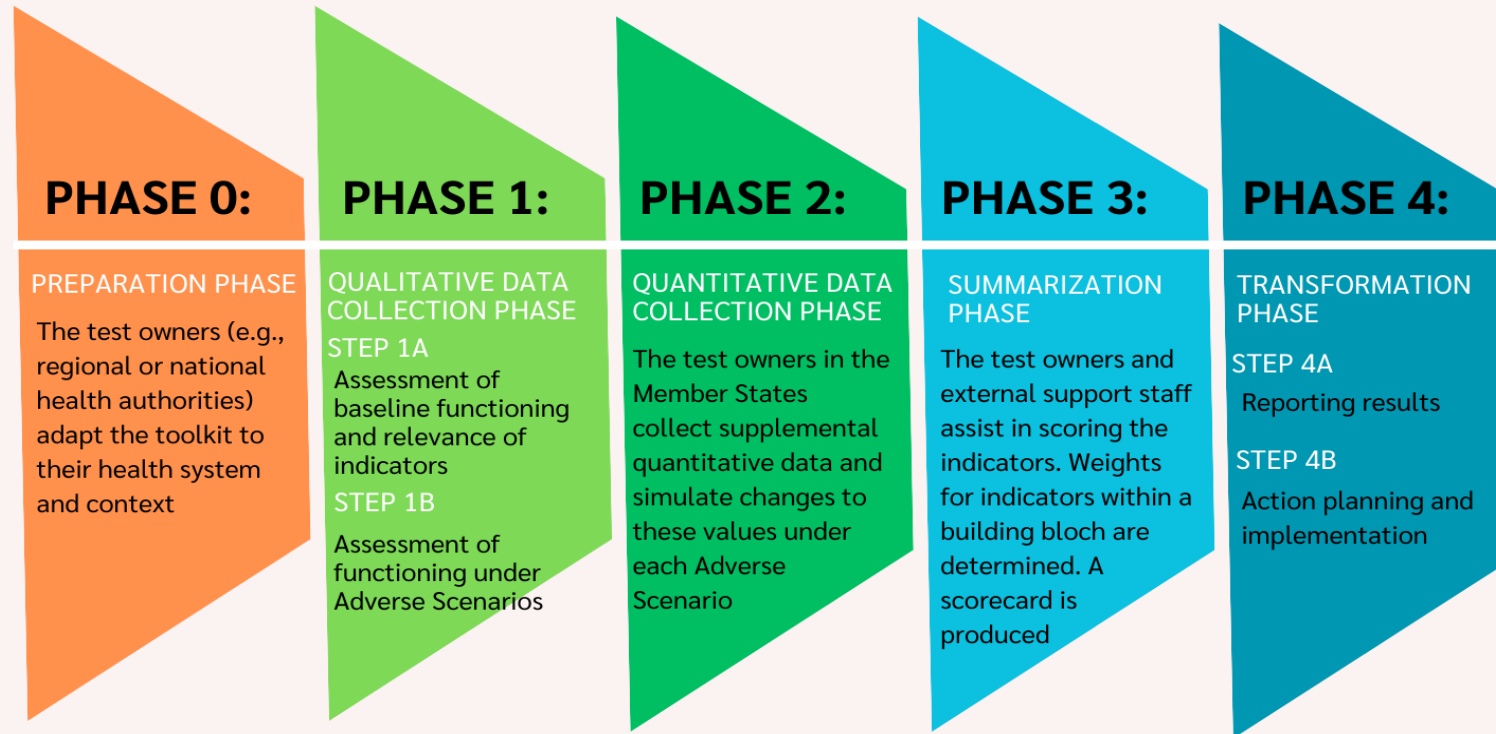 PHASE 0:
PREPARATION PHASE
The test owners (e.g.,
regional or national
health authorities)
adapt the toolkit to
their health system
and context
PHASE 1:
QUALITATIVE DATA
COLLECTION PHASE
STEP 1A
Assessment of
baseline functioning
and relevance of
indicators
STEP 1B
Assessment of
functioning under
Adverse Scenarios
PHASE 2:
QUANTITATIVE DATA
COLLECTION PHASE
The test owners in the
Member States
collect supplemental
quantitative data and
simulate changes to
these values under
each Adverse
Scenario
PHASE 3:
SUMMARIZATION
PHASE
The test owners and
external support staff
assist in scoring the
indicators. Weights
for indicators within a
building bloch are
determined. A
scorecard is
produced
PHASE 4:
TRANSFORMATION
PHASE
STEP 4A
Reporting results
STEP 4B
Action planning and
implementation